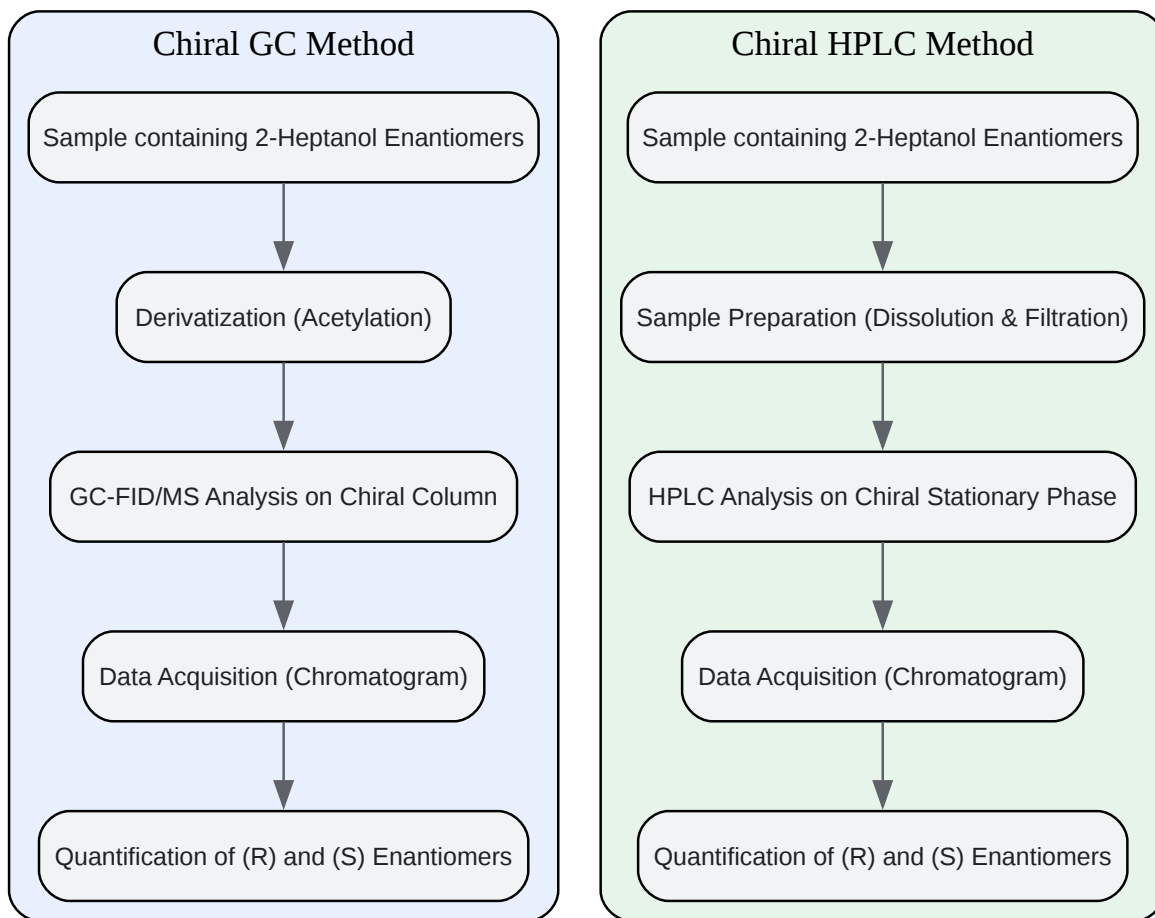 Chiral GC Method
Sample containing 2-Heptanol Enantiomers
Derivatization (Acetylation)
GC-FID/MS Analysis on Chiral Column
Data Acquisition (Chromatogram)
Quantification of (R) and (S) Enantiomers
Chiral HPLC Method
Sample containing 2-Heptanol Enantiomers
Sample Preparation (Dissolution & Filtration)
HPLC Analysis on Chiral Stationary Phase
Data Acquisition (Chromatogram)
Quantification of (R) and (S) Enantiomers